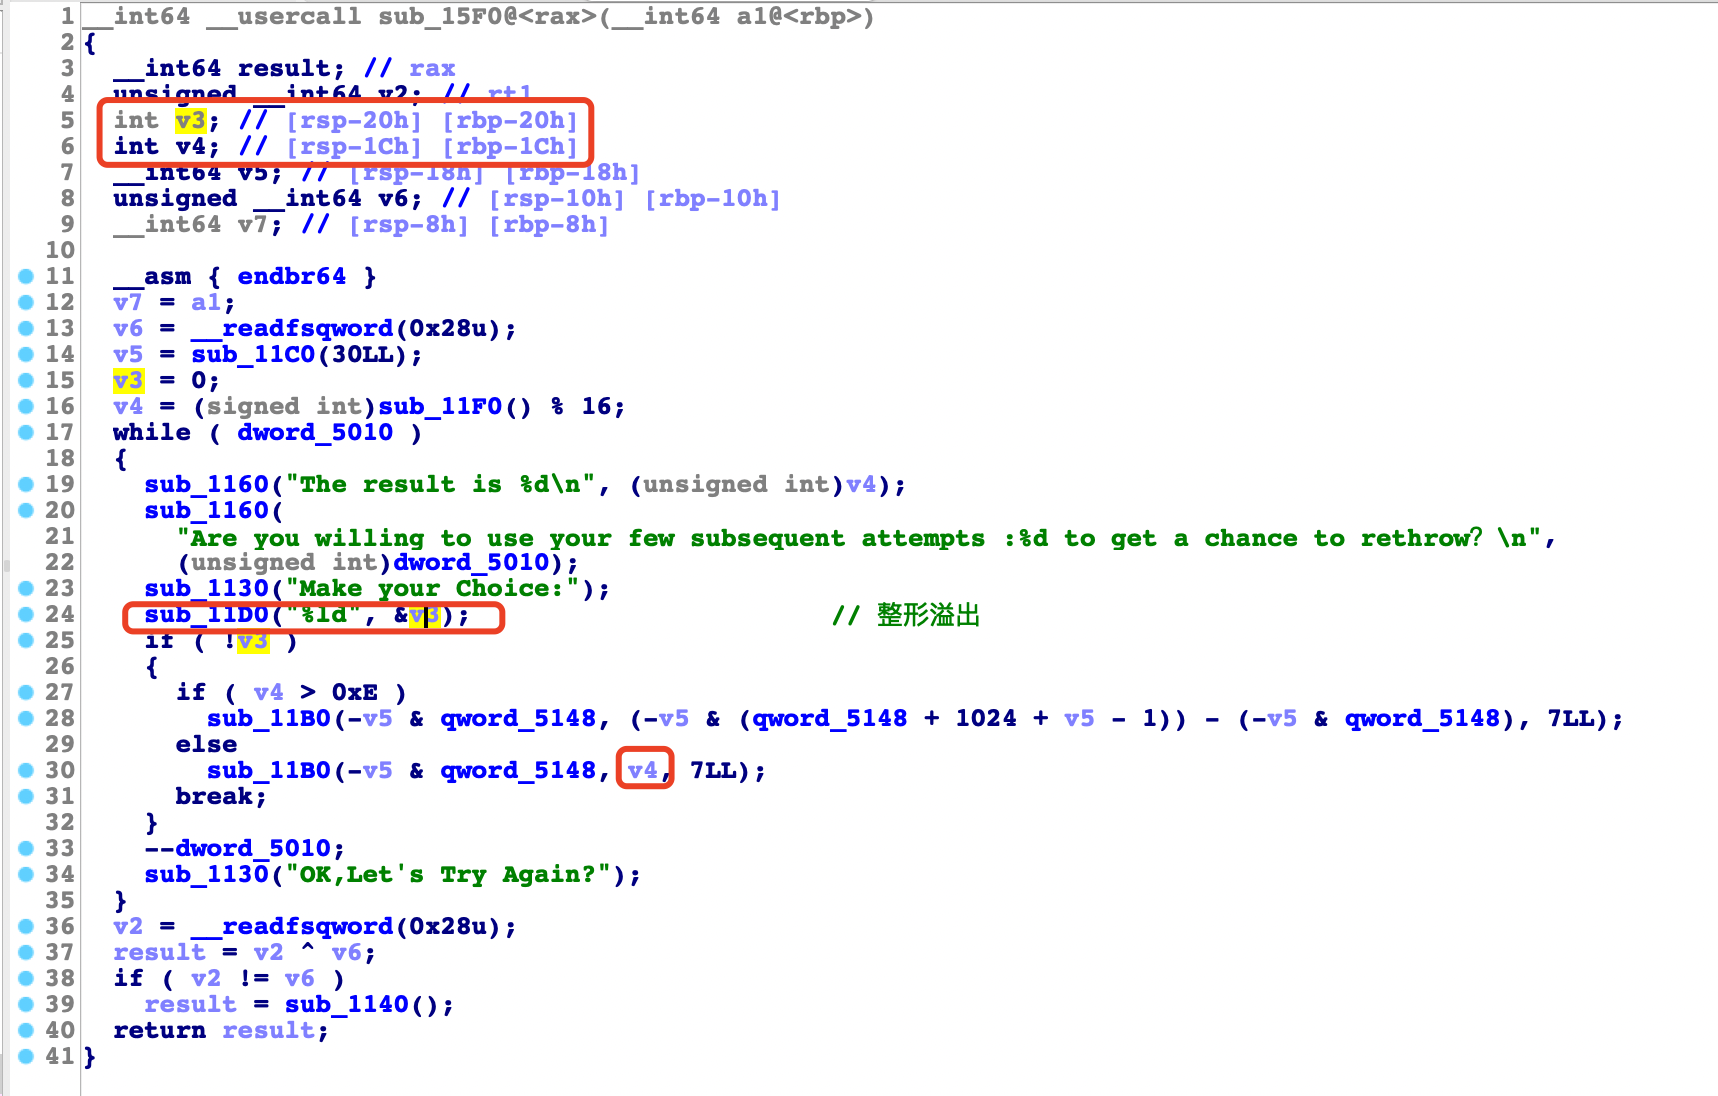 1 __int64 __usercall sub_15F0@<rax>(__int64 a1@<rbp>)
2 {
3 __int64 result; // rax
4 unsigned __int64 v2; // rt1
5 int v3; // [rsp-20h] [rbp-20h]
6 int v4; // [rsp-1Ch] [rbp-1Ch]
7 __int64 v5; // [rsp-18h] [rbp-18h]
8 unsigned __int64 v6; // [rsp-10h] [rbp-10h]
9 __int64 v7; // [rsp-8h] [rbp-8h]
10
11 __asm { endbr64 }
12 v7 = a1;
13 v6 = __readfsqword(0x28u);
14 v5 = sub_11C0(30LL);
15 v3 = 0;
16 v4 = (signed int)sub_11F0() % 16;
17 while ( dword_5010 )
18 {
19 sub_1160("The result is %d\n", (unsigned int)v4);
20 sub_1160(
21 "Are you willing to use your few subsequent attempts :%d to get a chance to rethrow? \n",
22 (unsigned int)dword_5010);
23 sub_1130("Make your Choice:");
24 sub_11D0("%ld", &v3); // 整形溢出
25 if ( !v3 )
26 {
27 if ( v4 > 0xE )
28 sub_11B0(-v5 & qword_5148, (-v5 & (qword_5148 + 1024 + v5 - 1)) - (-v5 & qword_5148), 7LL);
29 else
30 sub_11B0(-v5 & qword_5148, v4, 7LL);
31 break;
32 }
33 --dword_5010;
34 sub_1130("OK,Let's Try Again?");
35 }
36 v2 = __readfsqword(0x28u);
37 result = v2 ^ v6;
38 if ( v2 != v6 )
39 result = sub_1140();
40 return result;
41 }